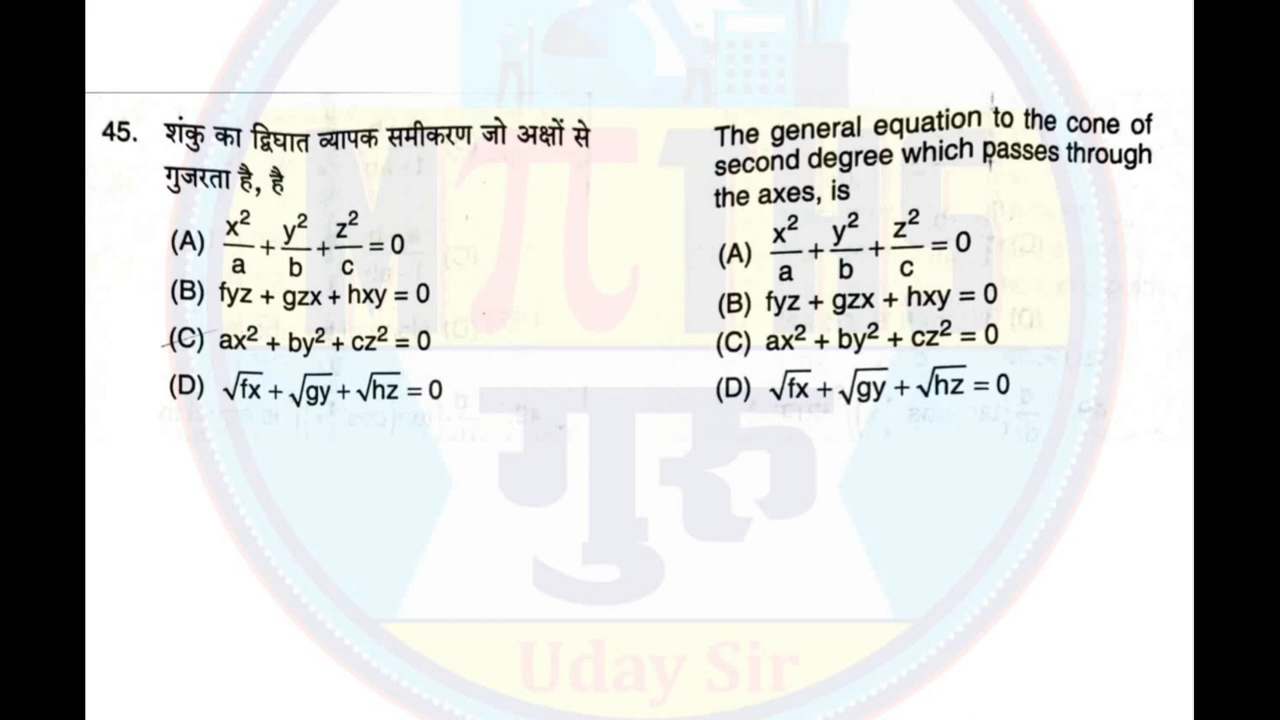 45. शंकु का द्विघात व्यापक समीकरण जो अक्षों से
गुजरता है, है
(A) x²/a + y²/b + z²/c = 0
(B) fyz + gzx + hxy = 0
(C) ax² + by² + cz² = 0
(D) √fx + √gy + √hz = 0
The general equation to the cone of
second degree which passes through
the axes, is
(A) x²/a + y²/b + z²/c = 0
(B) fyz + gzx + hxy = 0
(C) ax² + by² + cz² = 0
(D) √fx + √gy + √hz = 0
MπTHS
गुरु
Uday Sir